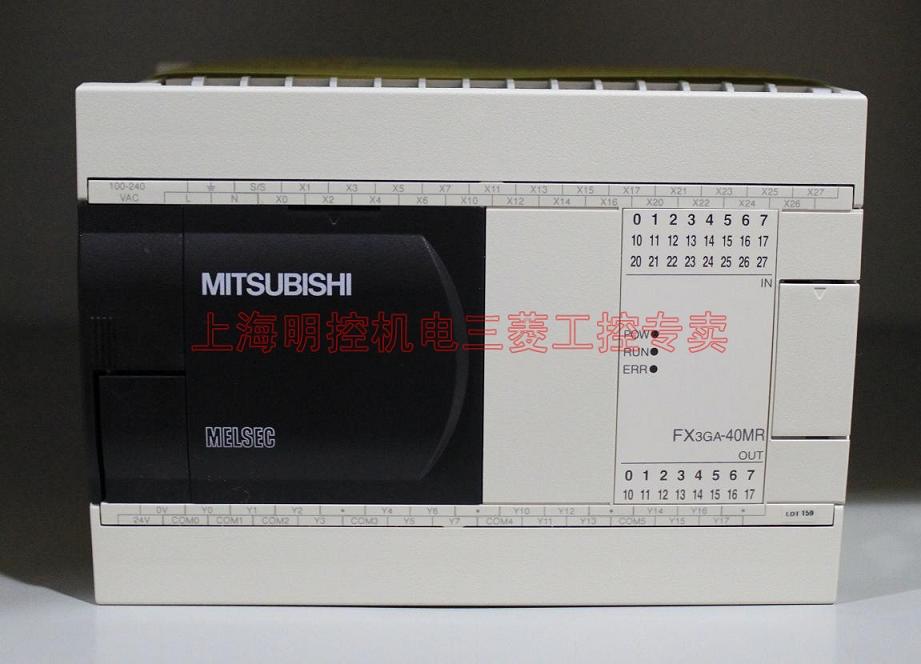 100-240 ⏚ S/S X1 X3 X5 X7 X11 X13 X15 X17 X21 X23 X25 X27
VAC L N X0 X2 X4 X6 X10 X12 X14 X16 X20 X22 X24 X26
0 1 2 3 4 5 6 7
10 11 12 13 14 15 16 17
20 21 22 23 24 25 26 27
IN
MITSUBISHI
上海明控机电三菱工控专卖
POW
RUN
ERR
MELSEC
FX3GA-40MR
OUT
0 1 2 3 4 5 6 7
10 11 12 13 14 15 16 17
0V Y0 Y1 Y2 • Y4 Y6 • Y10 Y12 • Y14 Y16 •
24V COM0 COM1 COM2 Y3 COM3 Y5 Y7 COM4 Y11 Y13 COM5 Y15 Y17